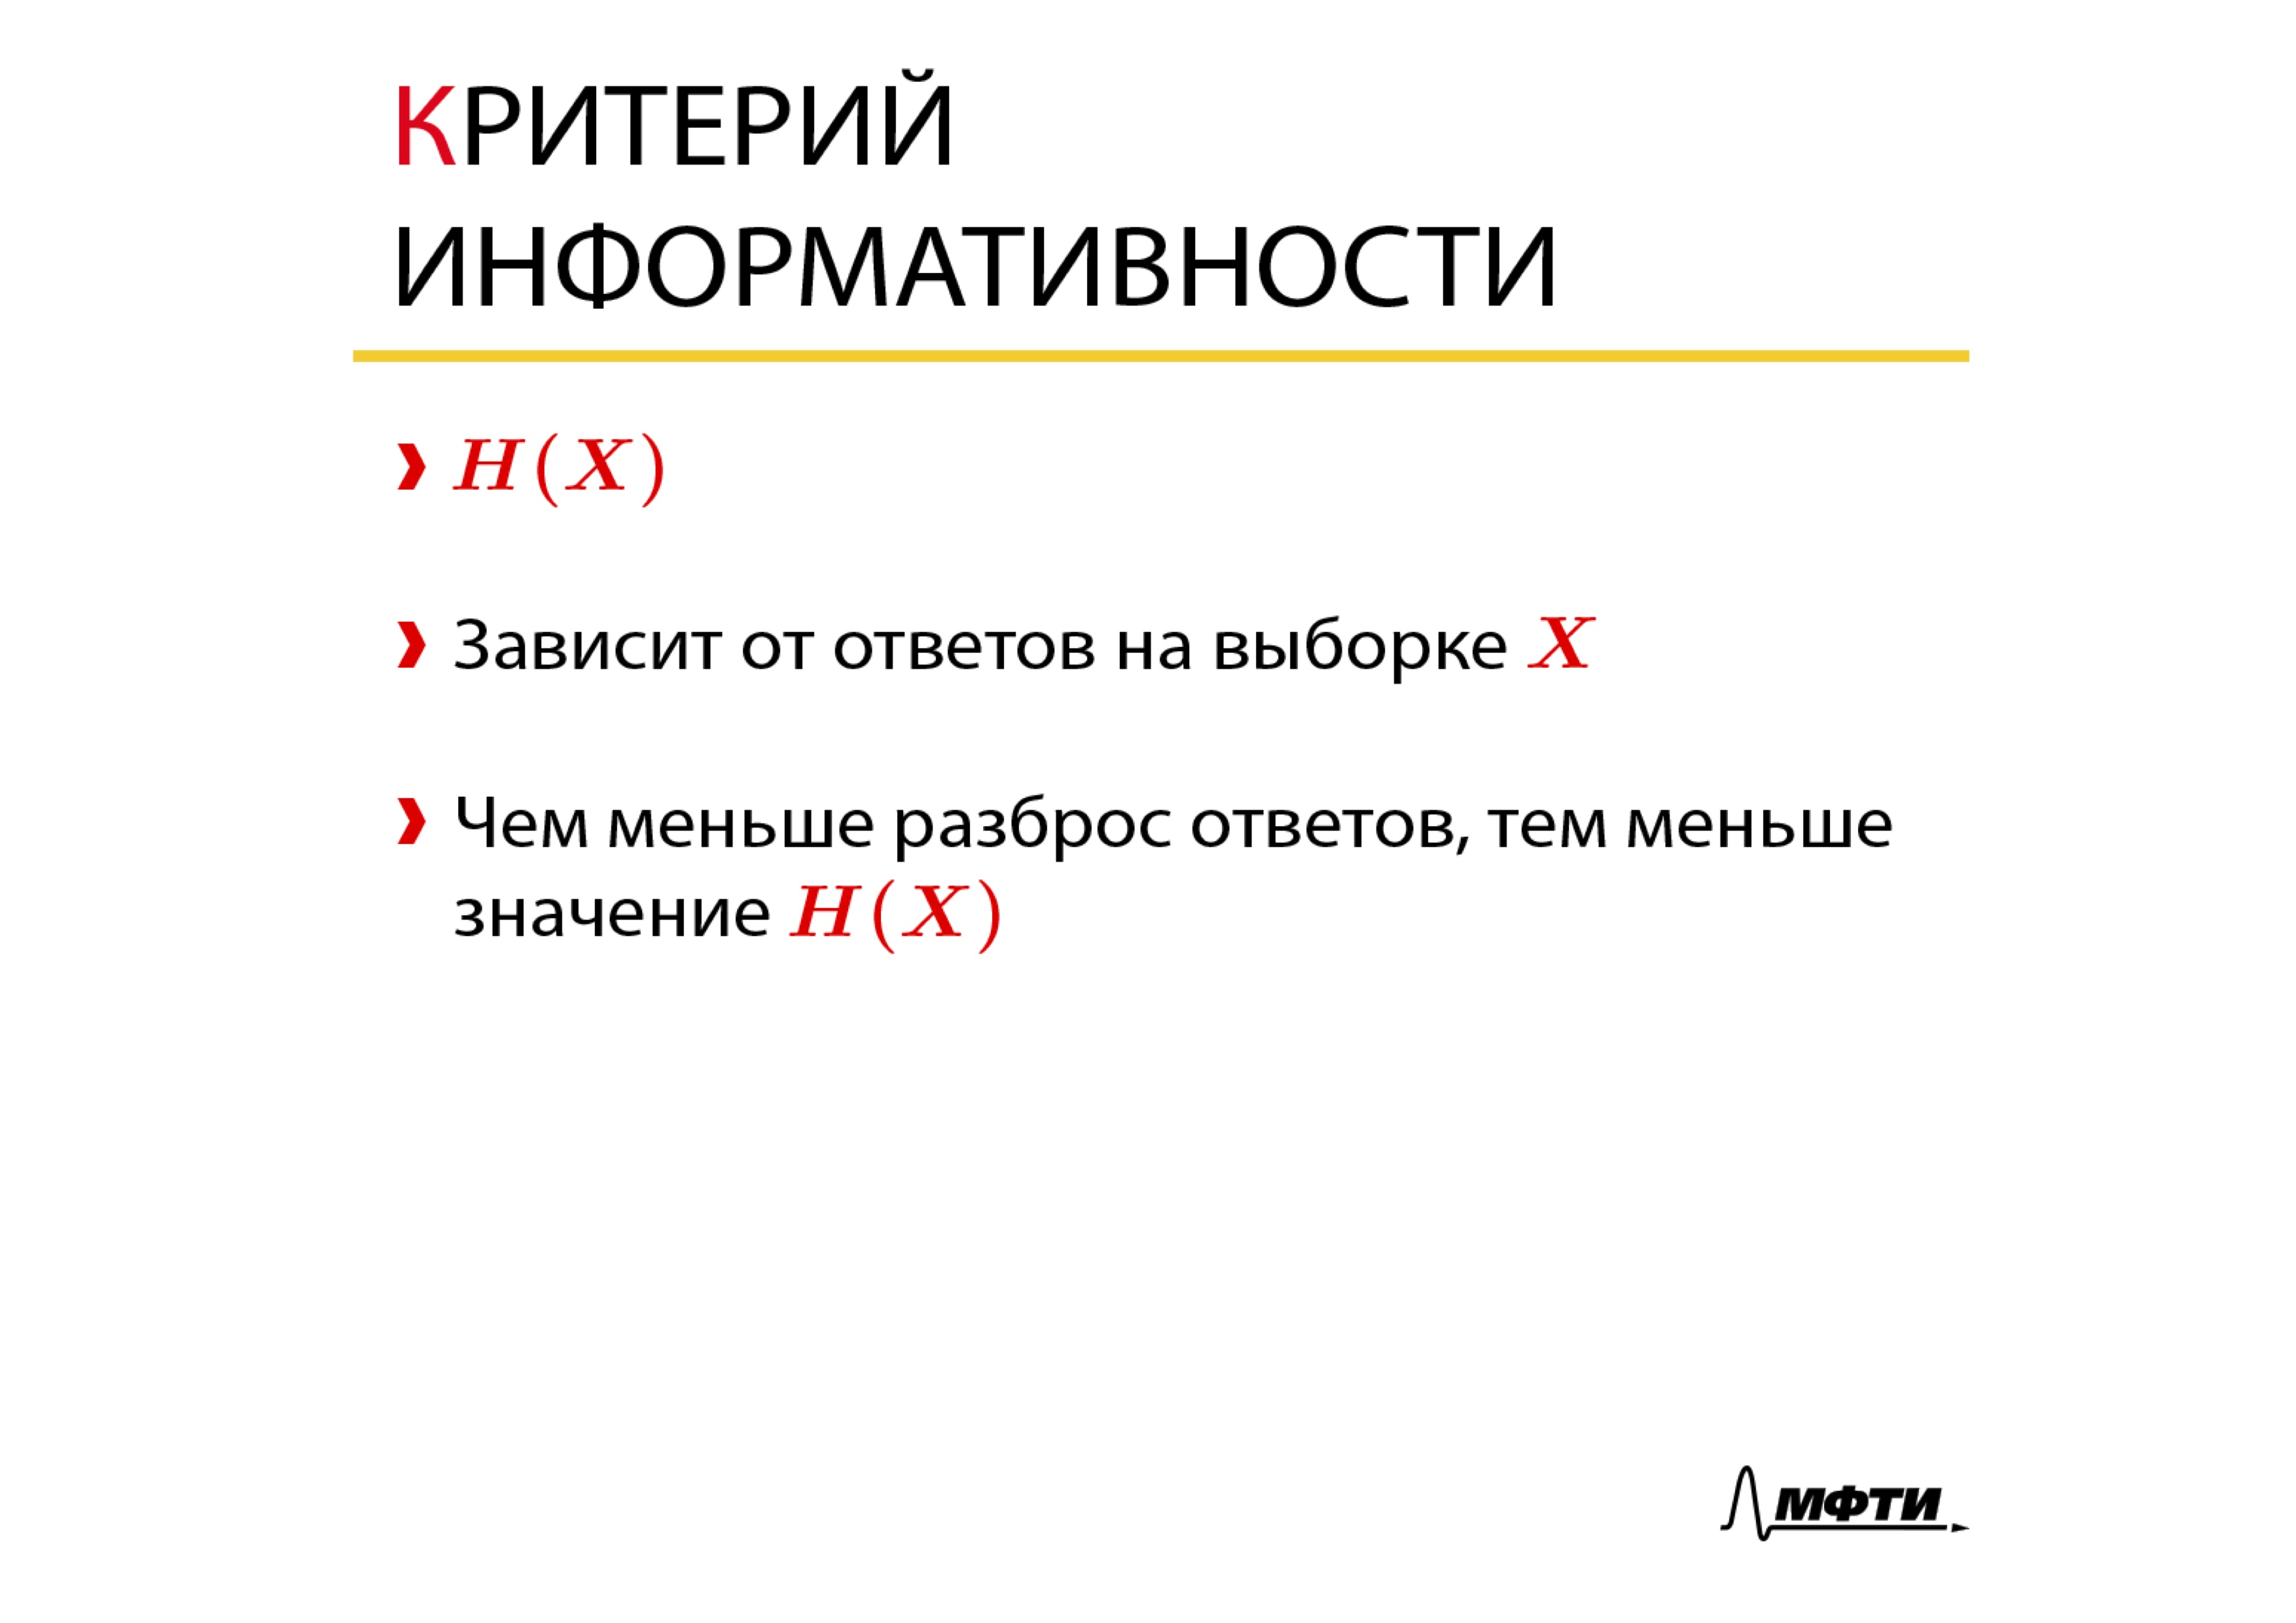 КРИТЕРИЙ
ИНФОРМАТИВНОСТИ
❯ H(X)
❯ Зависит от ответов на выборке X
❯ Чем меньше разброс ответов, тем меньше
значение H(X)
МФТИ